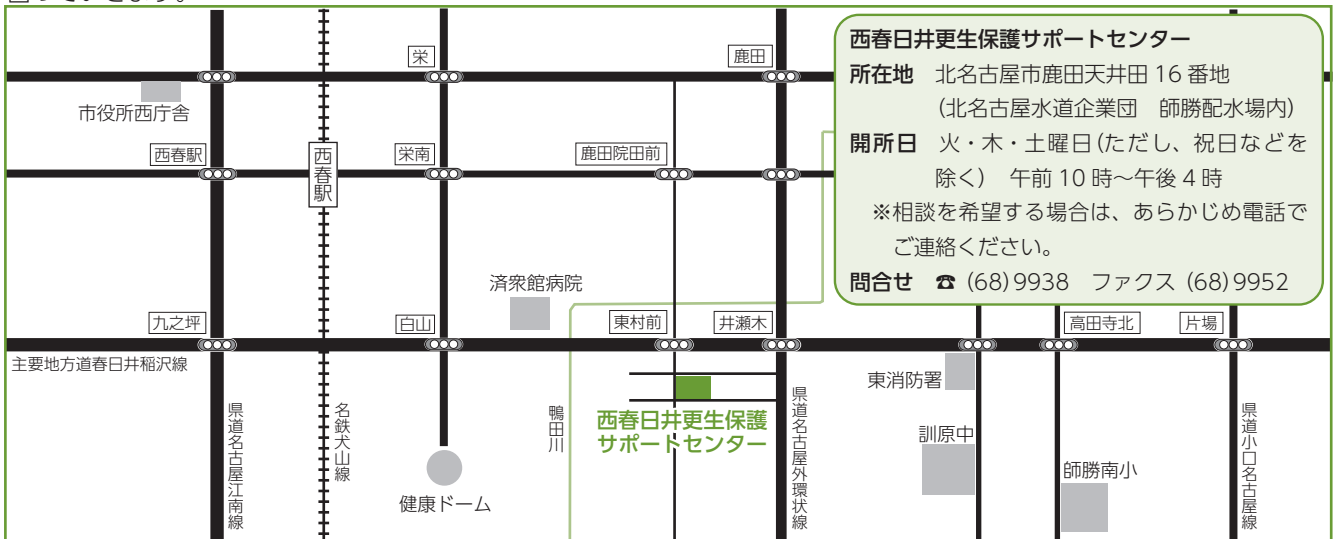 栄
鹿田
市役所西庁舎
西春駅
西春駅
栄南
鹿田院田前
西春日井更生保護サポートセンター
所在地 北名古屋市鹿田天井田 16 番地
(北名古屋水道企業団 師勝配水場内)
開所日 火・木・土曜日(ただし、祝日などを
除く) 午前 10 時～午後 4 時
※相談を希望する場合は、あらかじめ電話で
ご連絡ください。
問合せ ☎ (68)9938 ファクス (68)9952
済衆館病院
九之坪
白山
東村前
井瀬木
高田寺北
片場
主要地方道春日井稲沢線
東消防署
県道名古屋江南線
名鉄犬山線
鴨田川
西春日井更生保護
サポートセンター
県道名古屋外環状線
訓原中
県道小口名古屋線
師勝南小
健康ドーム